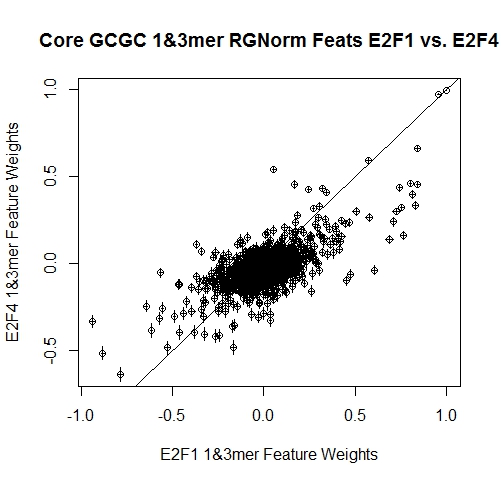 Core GCGC 1&3mer RGNorm Feats E2F1 vs. E2F4
1.0
0.5
0.0
-0.5
E2F4 1&3mer Feature Weights
-1.0 -0.5 0.0 0.5 1.0
E2F1 1&3mer Feature Weights